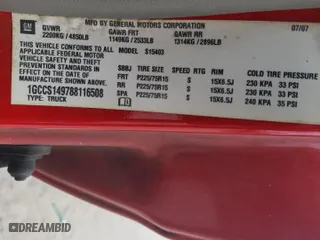 MFD BY GENERAL MOTORS CORPORATION 07/07
GM GVWR GAWR FRT GAWR RR
2200KG/4850LB 1149KG/2533LB 1314KG/2896LB
THIS VEHICLE CONFORMS TO ALL APPLICABLE U.S. FEDERAL MOTOR VEHICLE SAFETY, BUMPER, AND THEFT PREVENTION STANDARDS IN EFFECT ON THE DATE OF MANUFACTURE SHOWN ABOVE.
MODEL S15403
SBBJ TIRE SIZE S RIM COLD TIRE PRESSURE
FRT P225/75R15 S 15X6.5J 230 KPA 33 PSI
RR P225/75R15 S 15X6.5J 230 KPA 33 PSI
SPA P225/75R15 S 15X6.5J 240 KPA 35 PSI
1GCCS149788116508
TYPE: TRUCK
DREAMBID